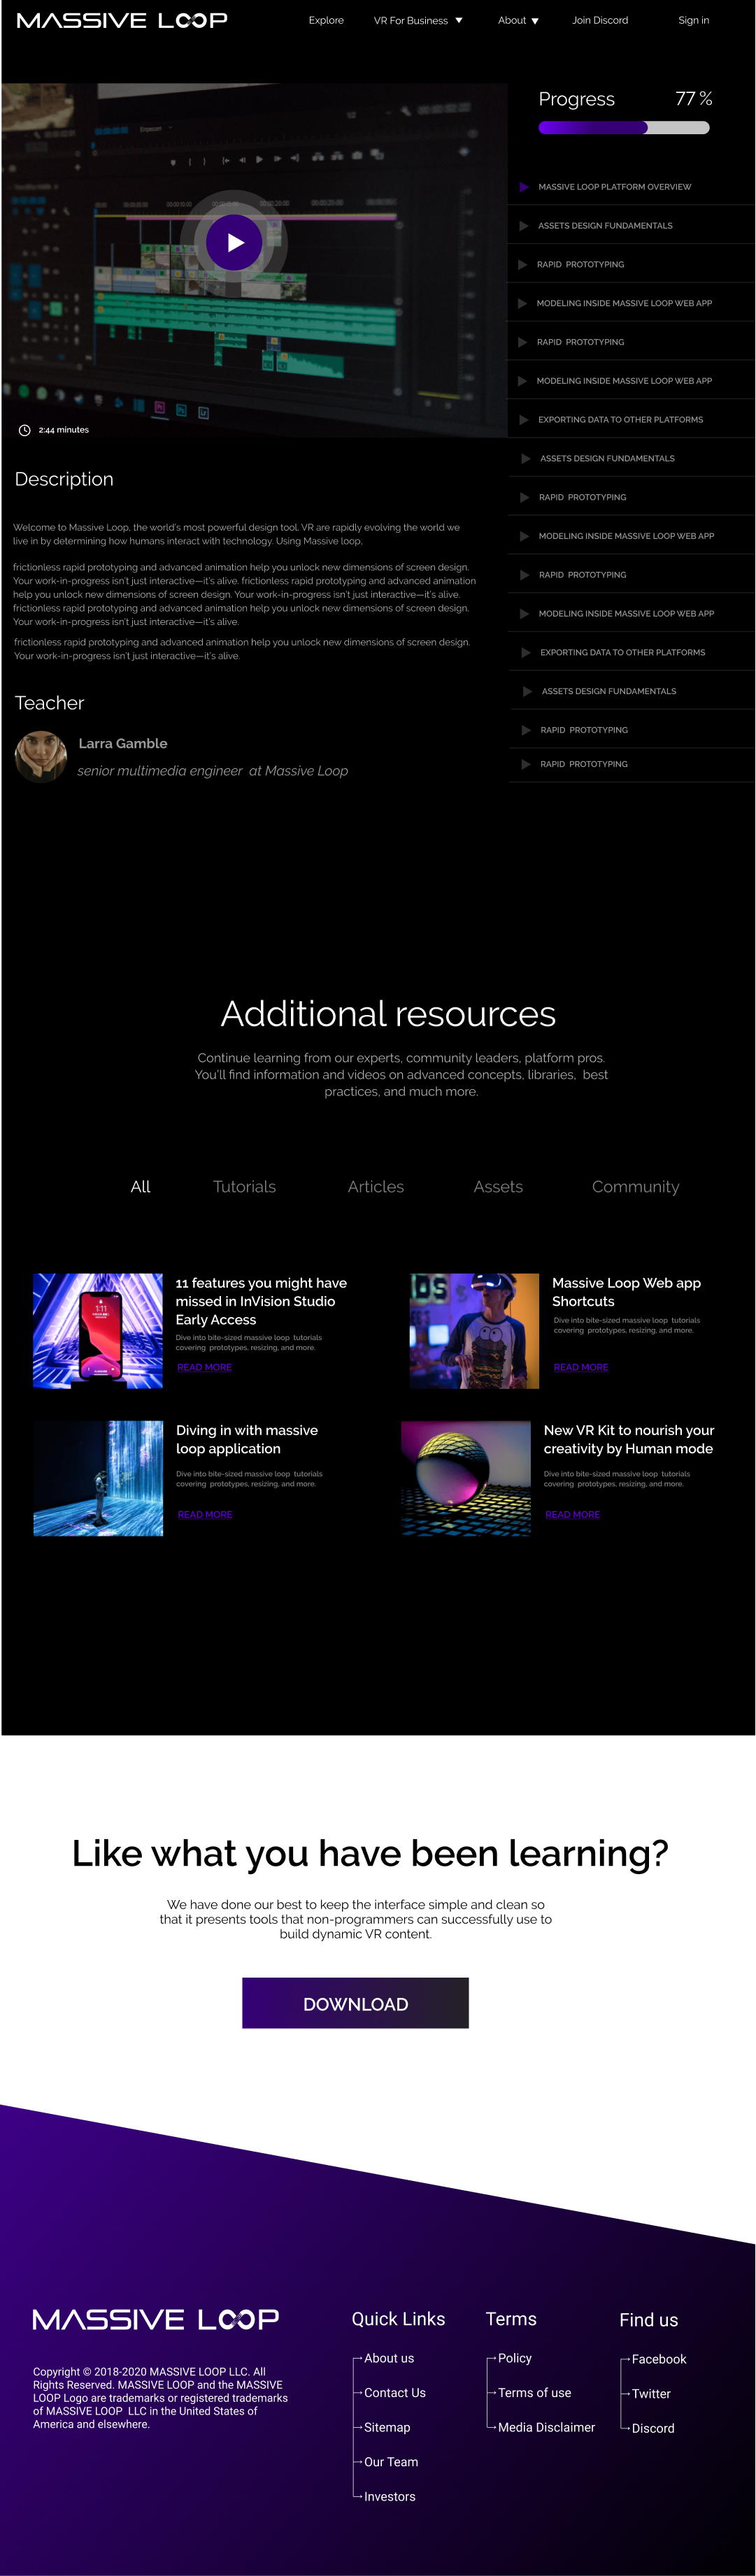 MASSIVE LOOP
Explore
VR For Business
About
Join Discord
Sign in
2:44 minutes
Progress
77 %
MASSIVE LOOP PLATFORM OVERVIEW
ASSETS DESIGN FUNDAMENTALS
RAPID PROTOTYPING
MODELING INSIDE MASSIVE LOOP WEB APP
RAPID PROTOTYPING
MODELING INSIDE MASSIVE LOOP WEB APP
EXPORTING DATA TO OTHER PLATFORMS
ASSETS DESIGN FUNDAMENTALS
RAPID PROTOTYPING
MODELING INSIDE MASSIVE LOOP WEB APP
RAPID PROTOTYPING
MODELING INSIDE MASSIVE LOOP WEB APP
EXPORTING DATA TO OTHER PLATFORMS
ASSETS DESIGN FUNDAMENTALS
RAPID PROTOTYPING
RAPID PROTOTYPING
Description
Welcome to Massive Loop, the world's most powerful design tool. VR are rapidly evolving the world we
live in by determining how humans interact with technology. Using Massive loop,
frictionless rapid prototyping and advanced animation help you unlock new dimensions of screen design.
Your work-in-progress isn't just interactive—it's alive. frictionless rapid prototyping and advanced animation
help you unlock new dimensions of screen design. Your work-in-progress isn't just interactive—it's alive.
frictionless rapid prototyping and advanced animation help you unlock new dimensions of screen design.
Your work-in-progress isn't just interactive—it's alive.
frictionless rapid prototyping and advanced animation help you unlock new dimensions of screen design.
Your work-in-progress isn't just interactive—it's alive.
Teacher
Larra Gamble
senior multimedia engineer at Massive Loop
Additional resources
Continue learning from our experts, community leaders, platform pros.
You'll find information and videos on advanced concepts, libraries, best
practices, and much more.
All
Tutorials
Articles
Assets
Community
1:11
11 features you might have
missed in InVision Studio
Early Access
Dive into bite-sized massive loop tutorials
covering prototypes, resizing, and more.
READ MORE
Massive Loop Web app
Shortcuts
Dive into bite-sized massive loop tutorials
covering prototypes, resizing, and more.
READ MORE
Diving in with massive
loop application
Dive into bite-sized massive loop tutorials
covering prototypes, resizing, and more.
READ MORE
New VR Kit to nourish your
creativity by Human mode
Dive into bite-sized massive loop tutorials
covering prototypes, resizing, and more.
READ MORE
Like what you have been learning?
We have done our best to keep the interface simple and clean so
that it presents tools that non-programmers can successfully use to
build dynamic VR content.
DOWNLOAD
MASSIVE LOOP
Copyright © 2018-2020 MASSIVE LOOP LLC. All
Rights Reserved. MASSIVE LOOP and the MASSIVE
LOOP Logo are trademarks or registered trademarks
of MASSIVE LOOP LLC in the United States of
America and elsewhere.
Quick Links
About us
Contact Us
Sitemap
Our Team
Investors
Terms
Policy
Terms of use
Media Disclaimer
Find us
Facebook
Twitter
Discord